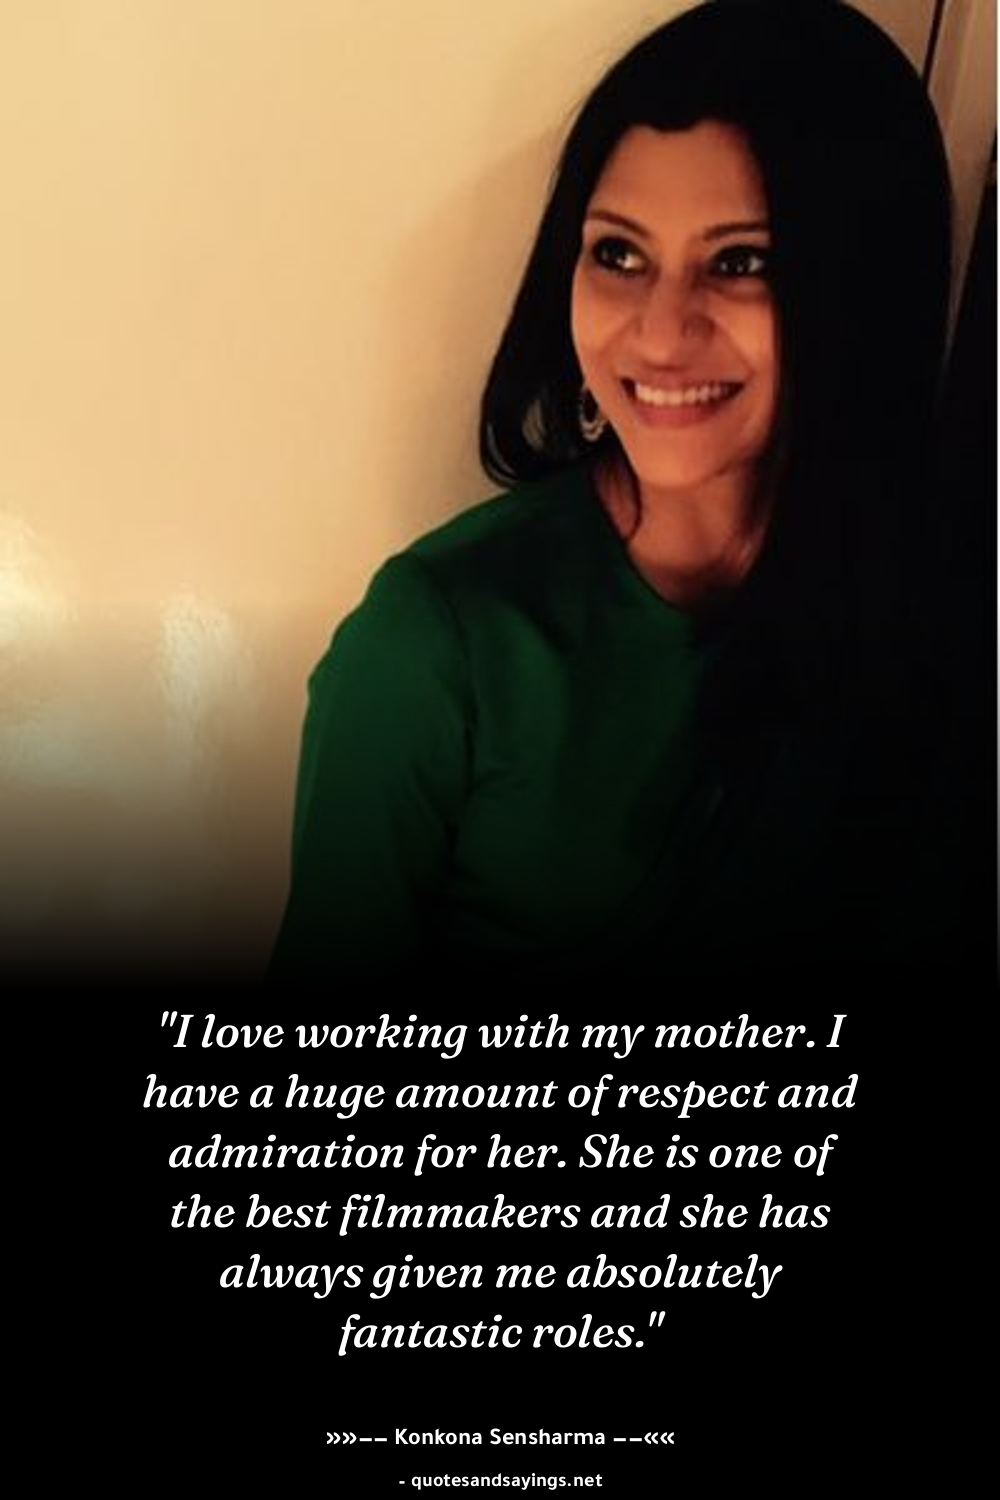 "I love working with my mother. I
have a huge amount of respect and
admiration for her. She is one of
the best filmmakers and she has
always given me absolutely
fantastic roles."
»»–– Konkona Sensharma ––««
- quotesandsayings.net